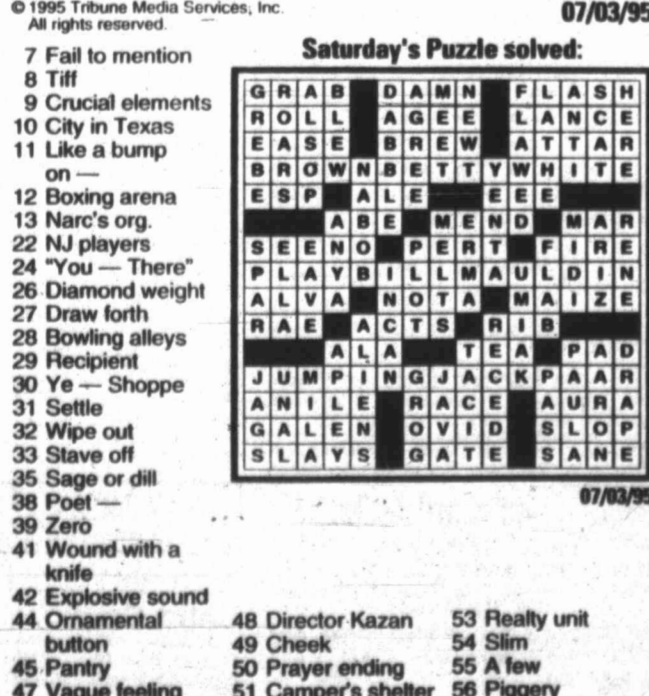 © 1995 Tribune Media Services, Inc.
All rights reserved.
07/03/95
7 Fail to mention
8 Tiff
9 Crucial elements
10 City in Texas
11 Like a bump
on —
12 Boxing arena
13 Narc's org.
22 NJ players
24 "You — There"
26 Diamond weight
27 Draw forth
28 Bowling alleys
29 Recipient
30 Ye — Shoppe
31 Settle
32 Wipe out
33 Stave off
35 Sage or dill
38 Poet —
39 Zero
41 Wound with a
knife
42 Explosive sound
44 Ornamental
button
45 Pantry
47 Vague feeling
Saturday's Puzzle solved:
GRAB DAMN FLASH
ROLL AGEE LANCE
EASE BREW ATTAR
BROWNBETTYWHITE
ESP ALE EEE
ABE MEND MAR
SEENO PERT FIRE
PLAYBILLMAULDIN
ALVA NOTA MAIZE
RAE ACTS RIB
ALA TEA PAD
JUMPINGJACKPAAR
ANILE RACE AURA
GALEN OVID SLOP
SLAYS GATE SANE
07/03/95
48 Director Kazan
49 Cheek
50 Prayer ending
51 Camper's shelter
53 Realty unit
54 Slim
55 A few
56 Piggery